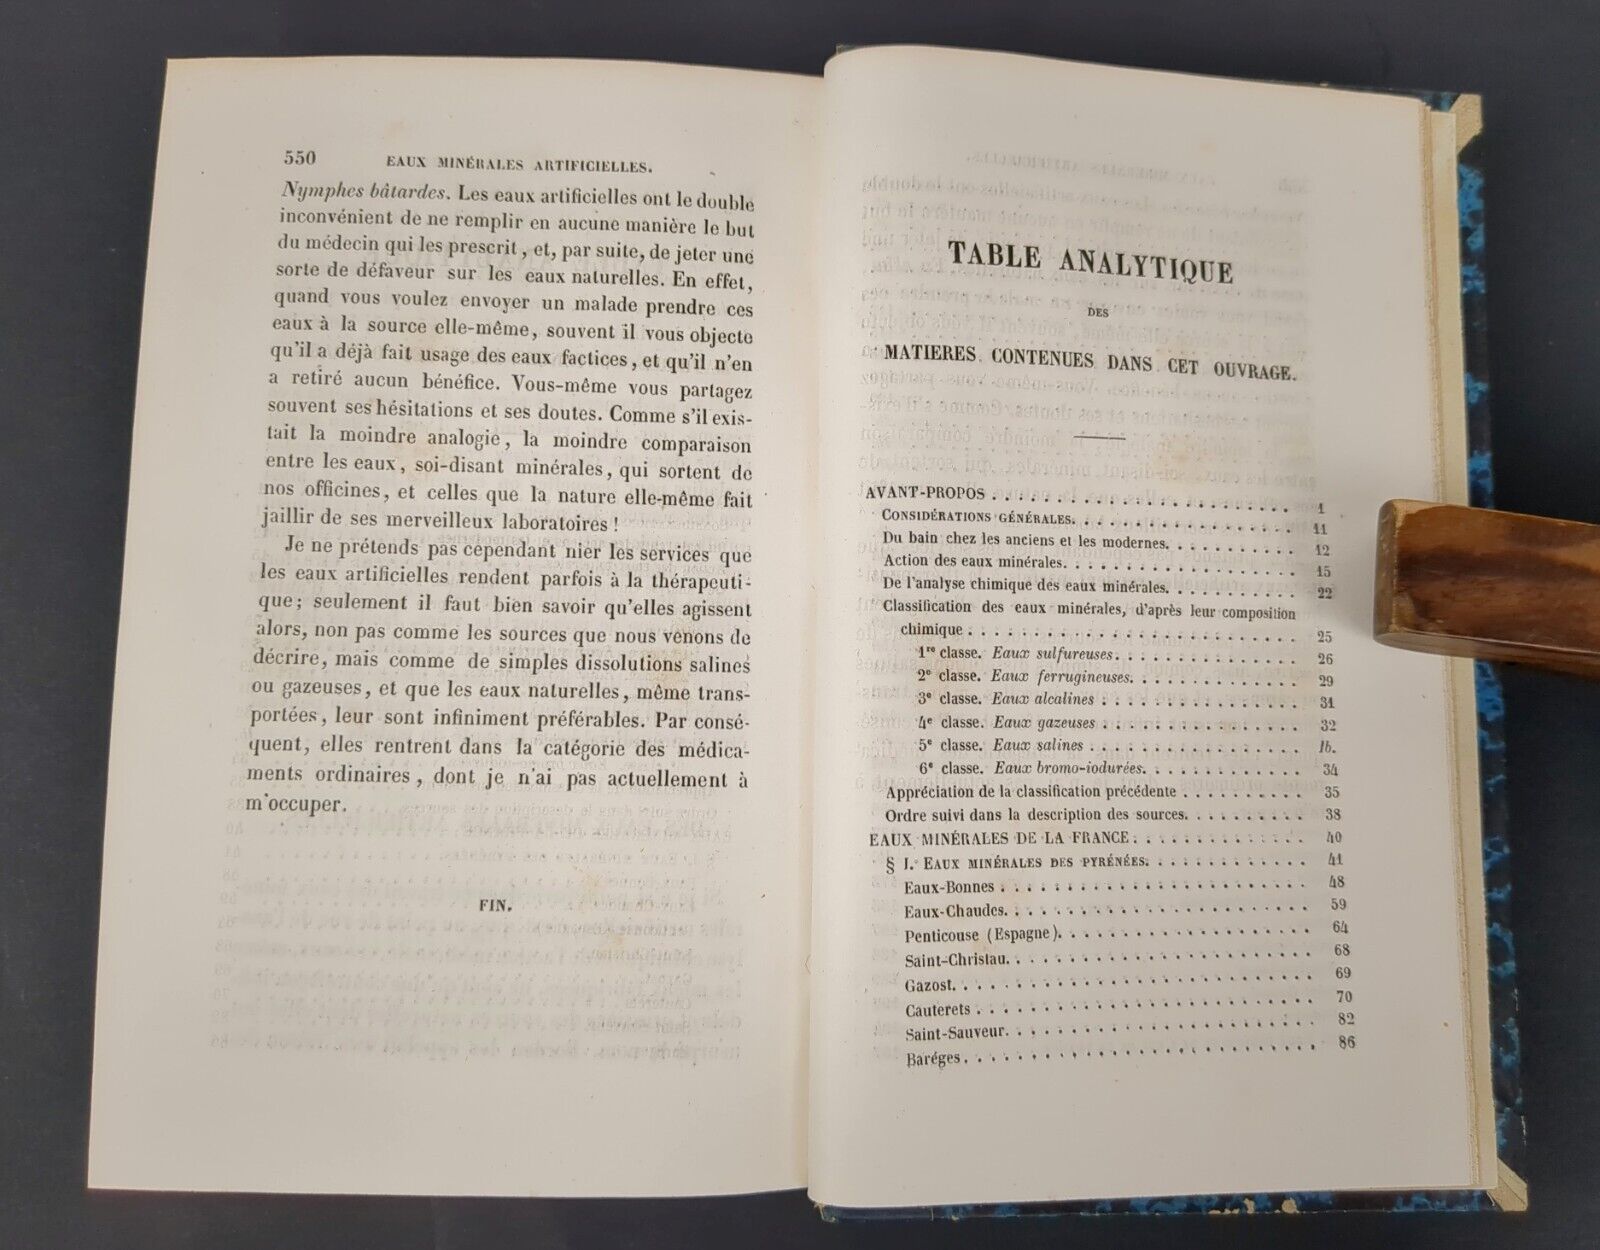 550 EAUX MINÉRALES ARTIFICIELLES.
Nymphes bâtardes. Les eaux artificielles ont le double
inconvénient de ne remplir en aucune manière le but
du médecin qui les prescrit, et, par suite, de jeter une
sorte de défaveur sur les eaux naturelles. En effet,
quand vous voulez envoyer un malade prendre ces
eaux à la source elle-même, souvent il vous objecte
qu'il a déjà fait usage des eaux factices, et qu'il n'en
a retiré aucun bénéfice. Vous-même vous partagez
souvent ses hésitations et ses doutes. Comme s'il exis-
tait la moindre analogie, la moindre comparaison
entre les eaux, soi-disant minérales, qui sortent de
nos officines, et celles que la nature elle-même fait
jaillir de ses merveilleux laboratoires !
Je ne prétends pas cependant nier les services que
les eaux artificielles rendent parfois à la thérapeuti-
que; seulement il faut bien savoir qu'elles agissent
alors, non pas comme les sources que nous venons de
décrire, mais comme de simples dissolutions salines
ou gazeuses, et que les eaux naturelles, même trans-
portées, leur sont infiniment préférables. Par consé-
quent, elles rentrent dans la catégorie des médica-
ments ordinaires, dont je n'ai pas actuellement à
m'occuper.
FIN.
TABLE ANALYTIQUE
DES
MATIERES CONTENUES DANS CET OUVRAGE.
AVANT-PROPOS . . . . . . . . . . 1
CONSIDÉRATIONS GÉNÉRALES. . . . . . . . . . 11
Du bain chez les anciens et les modernes. . . . . . . . . . 12
Action des eaux minérales. . . . . . . . . . 15
De l'analyse chimique des eaux minérales. . . . . . . . . . 22
Classification des eaux minérales, d'après leur composition
chimique . . . . . . . . . . 25
1re classe. Eaux sulfureuses. . . . . . . . . . 26
2e classe. Eaux ferrugineuses. . . . . . . . . . 29
3e classe. Eaux alcalines . . . . . . . . . . 31
4e classe. Eaux gazeuses . . . . . . . . . . 32
5e classe. Eaux salines . . . . . . . . . . Ib.
6e classe. Eaux bromo-iodurées. . . . . . . . . . 34
Appréciation de la classification précédente . . . . . . . . . . 35
Ordre suivi dans la description des sources. . . . . . . . . . 38
EAUX MINÉRALES DE LA FRANCE. . . . . . . . . . 40
§ I. EAUX MINÉRALES DES PYRÉNÉES. . . . . . . . . . 41
Eaux-Bonnes . . . . . . . . . . 48
Eaux-Chaudes. . . . . . . . . . 59
Penticouse (Espagne). . . . . . . . . . 64
Saint-Christau. . . . . . . . . . 68
Gazost. . . . . . . . . . 69
Cauterets . . . . . . . . . . 70
Saint-Sauveur. . . . . . . . . . 82
Baréges. . . . . . . . . . 86